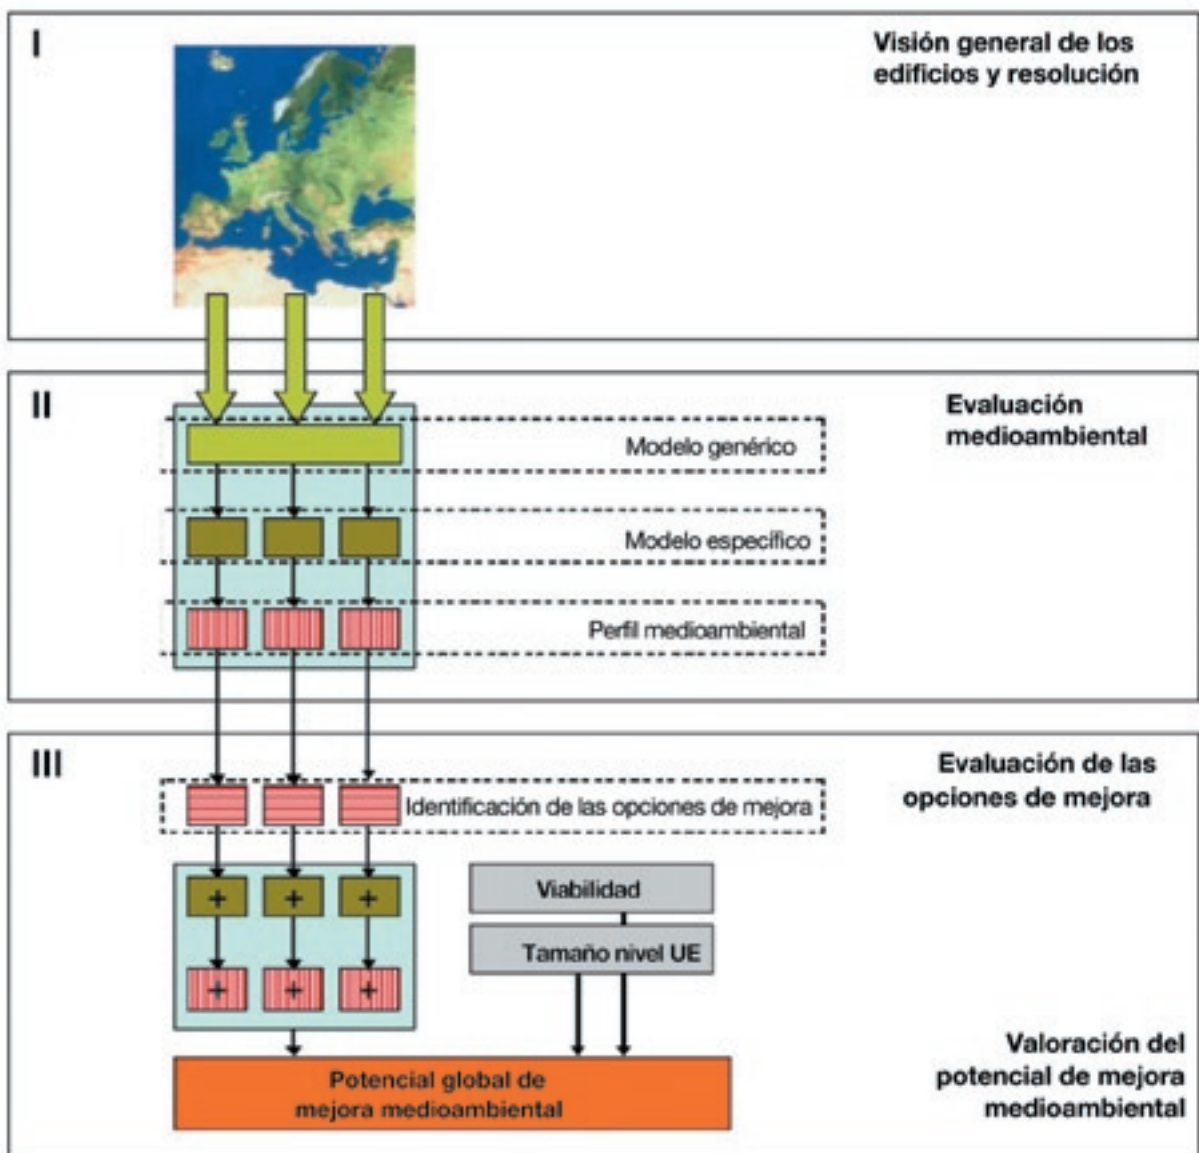 I
Visión general de los
edificios y resolución
II
Evaluación
medioambiental
Modelo genérico
Modelo específico
Perfil medioambiental
III
Evaluación de las
opciones de mejora
Identificación de las opciones de mejora
+ + +
Viabilidad
Tamaño nivel UE
+ + +
Valoración del
potencial de mejora
medioambiental
Potencial global de
mejora medioambiental